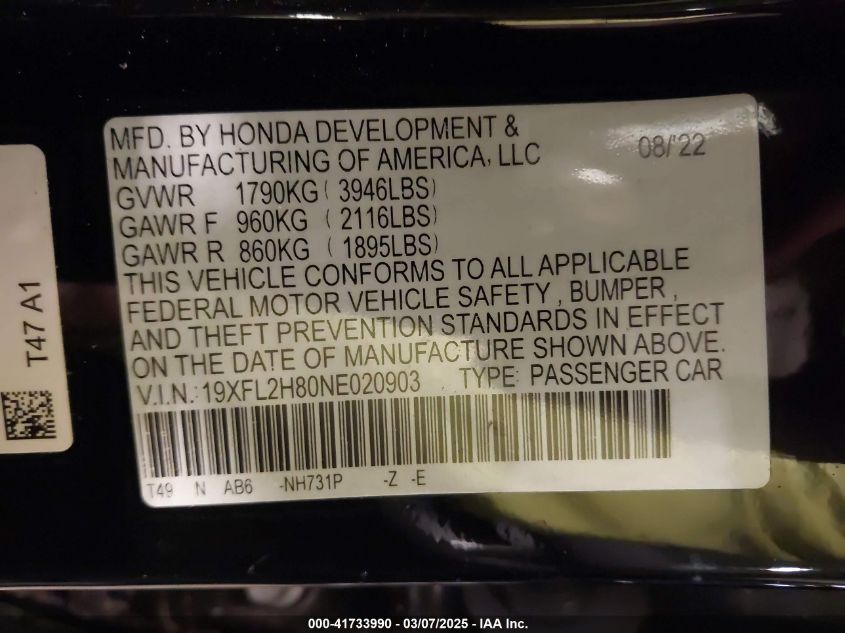 MFD. BY HONDA DEVELOPMENT &
MANUFACTURING OF AMERICA, LLC 08/'22
GVWR 1790KG ( 3946LBS)
GAWR F 960KG ( 2116LBS)
GAWR R 860KG ( 1895LBS)
THIS VEHICLE CONFORMS TO ALL APPLICABLE
FEDERAL MOTOR VEHICLE SAFETY , BUMPER ,
AND THEFT PREVENTION STANDARDS IN EFFECT
ON THE DATE OF MANUFACTURE SHOWN ABOVE.
V.I.N.: 19XFL2H80NE020903 TYPE: PASSENGER CAR
T49 N AB6 -NH731P -Z -E
T47 A1
000-41733990 - 03/07/2025 - IAA Inc.